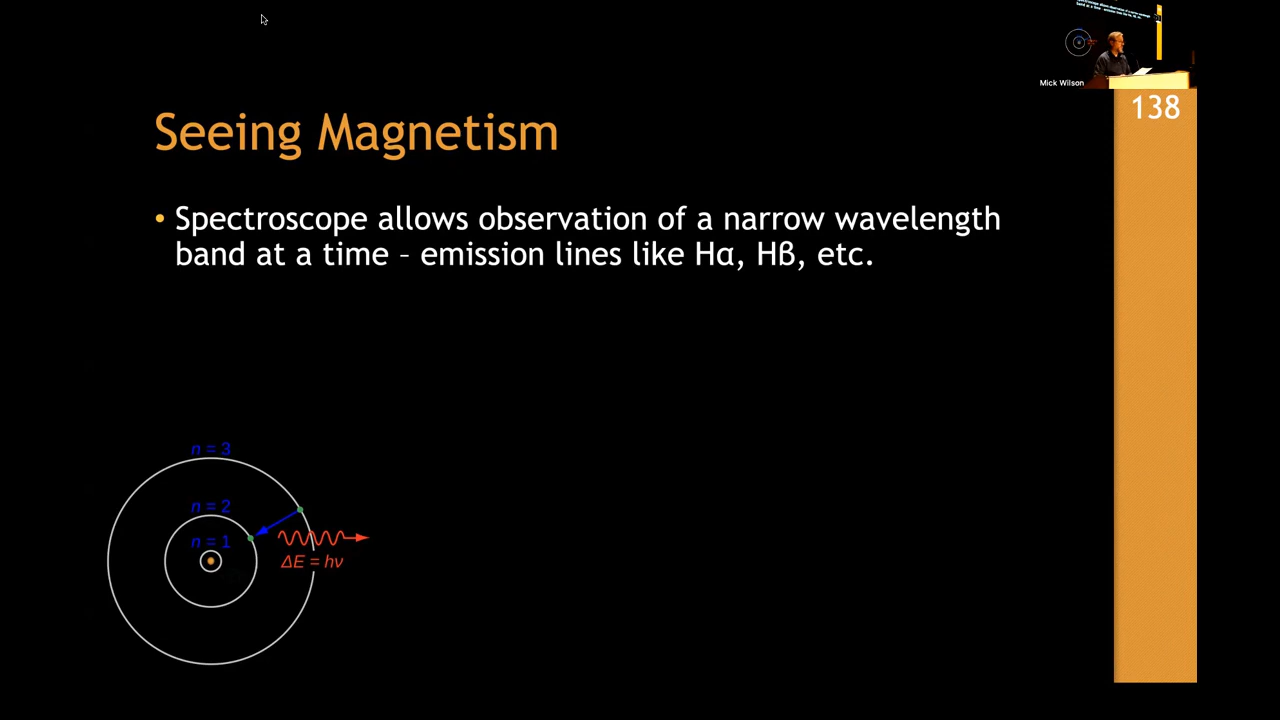 Mick Wilson
138
Seeing Magnetism
• Spectroscope allows observation of a narrow wavelength
band at a time – emission lines like Hα, Hß, etc.
n = 3
n = 2
n = 1
ΔE = hν